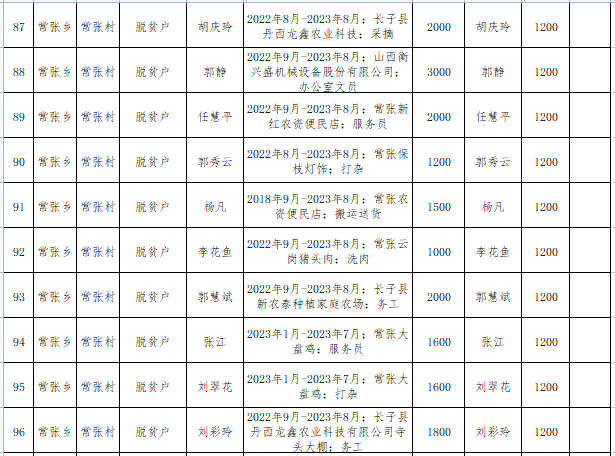 87 常张乡 常张村 脱贫户 胡庆玲 2022年8月-2023年8月；长子县 2000 胡庆玲 1200
丹西龙鑫农业科技；采摘
88 常张乡 常张村 脱贫户 郭静 2022年9月-2023年8月；山西衡 3000 郭静 1200
兴盛机械设备股份有限公司；
办公室文员
89 常张乡 常张村 脱贫户 任慧平 2022年9月-2023年8月；常张新 2000 任慧平 1200
红农资便民店；服务员
90 常张乡 常张村 脱贫户 郭秀云 2022年8月-2023年8月；常张保 1200 郭秀云 1200
枝灯饰；打杂
91 常张乡 常张村 脱贫户 杨凡 2018年9月-2023年8月；常张农 1500 杨凡 1200
资便民店；搬运送货
92 常张乡 常张村 脱贫户 李花鱼 2022年9月-2023年8月；常张云 1000 李花鱼 1200
岗猪头肉；洗肉
93 常张乡 常张村 脱贫户 郭慧斌 2022年9月-2023年8月；长子县 2000 郭慧斌 1200
新农泰种植家庭农场；务工
94 常张乡 常张村 脱贫户 张江 2023年1月-2023年7月；常张大 1600 张江 1200
盘鸡；服务员
95 常张乡 常张村 脱贫户 刘翠花 2023年1月-2023年7月；常张大 1600 刘翠花 1200
盘鸡；打杂
96 常张乡 常张村 脱贫户 刘彩玲 2022年9月-2023年8月；长子县 1800 刘彩玲 1200
丹西龙鑫农业科技有限公司寺
头大棚；务工